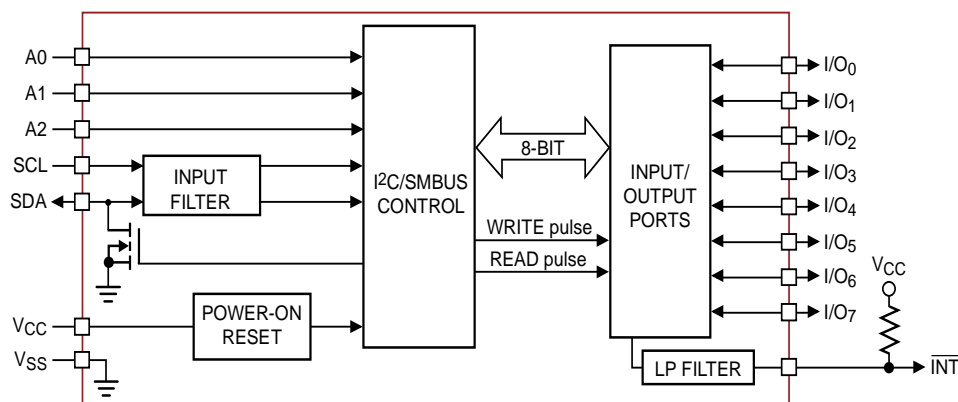 A0
A1
A2
SCL
SDA
VCC
VSS
INPUT
FILTER
POWER-ON
RESET
I²C/SMBUS
CONTROL
8-BIT
WRITE pulse
READ pulse
INPUT/
OUTPUT
PORTS
LP FILTER
I/O0
I/O1
I/O2
I/O3
I/O4
I/O5
I/O6
I/O7
VCC
INT